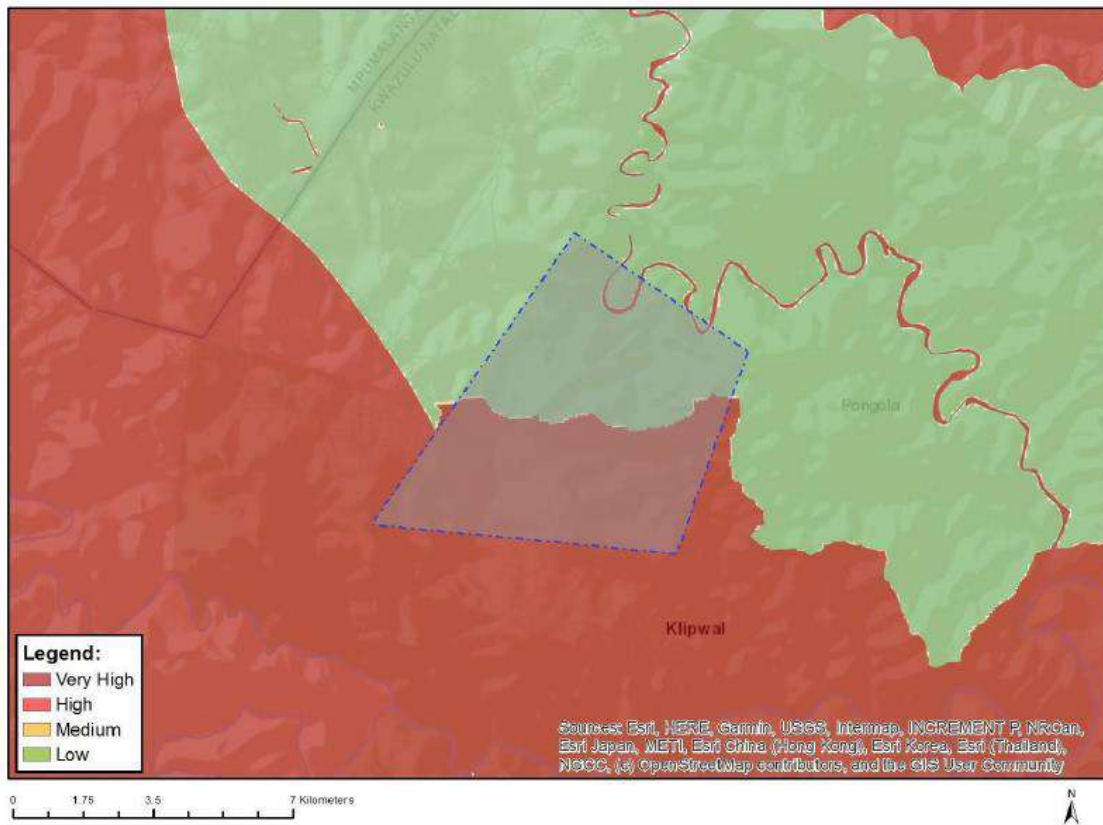 MPUMALANGA
KWAZULU-NATAL
Pongola
Klipwal
Legend:
Very High
High
Medium
Low
Sources: Esri, HERE, Garmin, USGS, Intermap, INCREMENT P, NRCan,
Esri Japan, METI, Esri China (Hong Kong), Esri Korea, Esri (Thailand),
NGCC, (c) OpenStreetMap contributors, and the GIS User Community
0 1.75 3.5 7 Kilometers
N